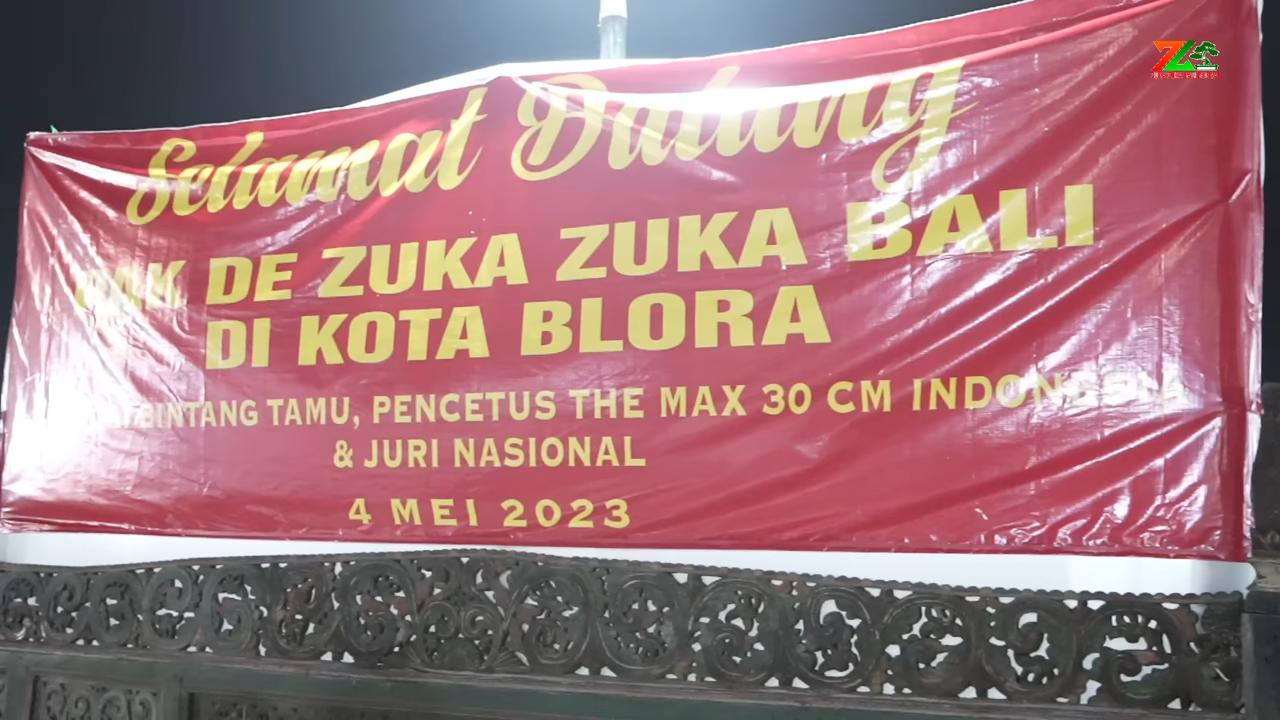 Selamat Datang
PAK DE ZUKA ZUKA BALI
DI KOTA BLORA
BINTANG TAMU, PENCETUS THE MAX 30 CM INDONESIA
& JURI NASIONAL
4 MEI 2023